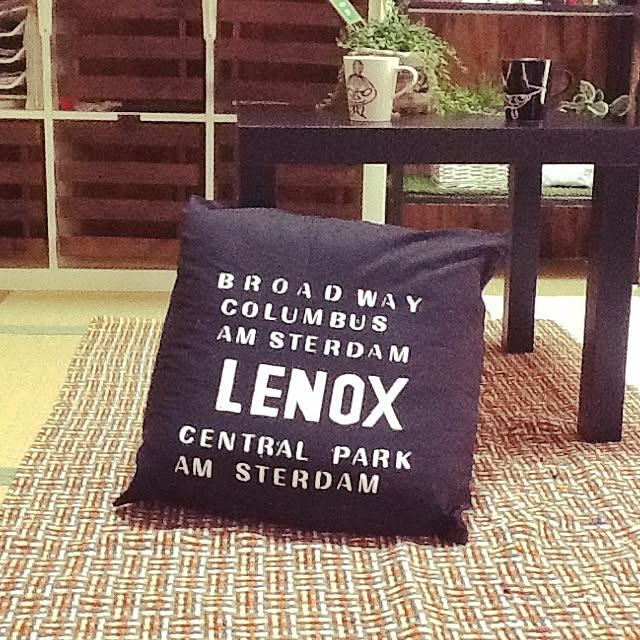 BROADWAY
COLUMBUS
AM STERDAM
LENOX
CENTRAL PARK
AM STERDAM